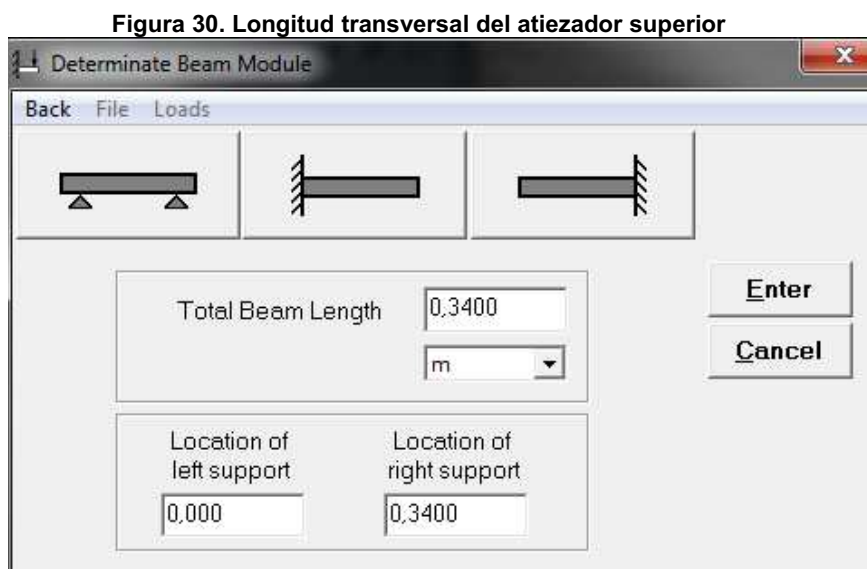 Figura 30. Longitud transversal del atiezador superior
Determinate Beam Module
Back File Loads
Total Beam Length 0,3400
m
Enter
Cancel
Location of left support
0,000
Location of right support
0,3400